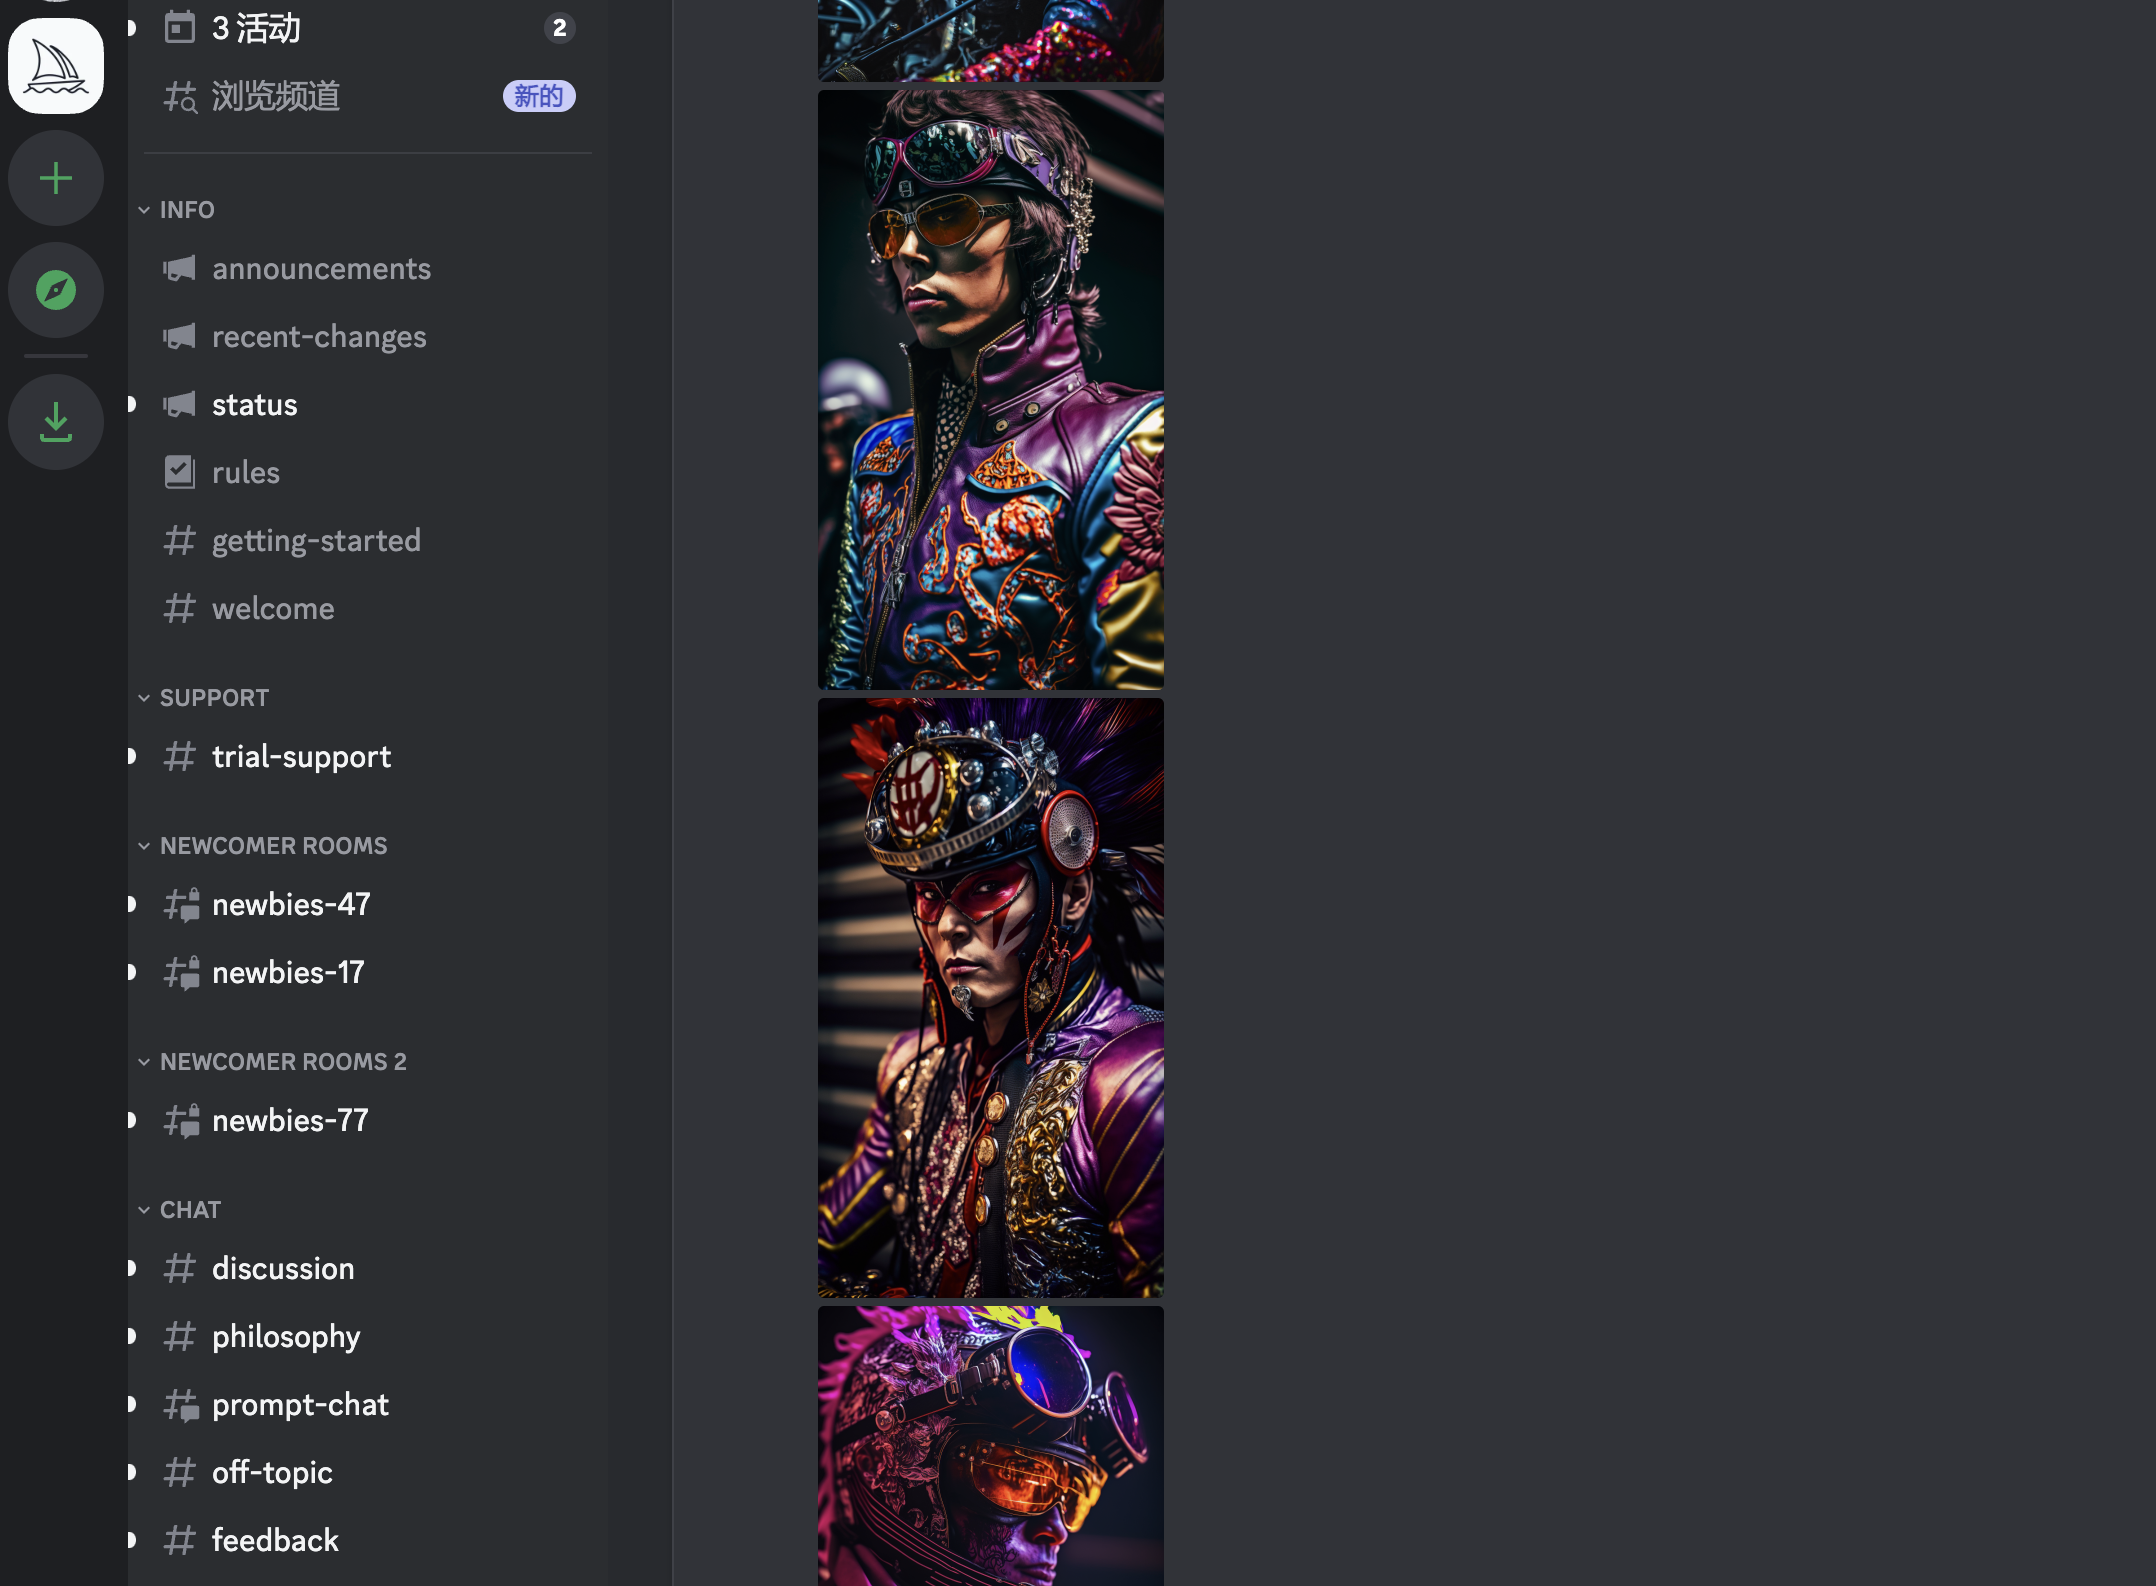 3 活动
2
浏览频道
新的
INFO
announcements
recent-changes
status
rules
getting-started
welcome
SUPPORT
trial-support
NEWCOMER ROOMS
newbies-47
newbies-17
NEWCOMER ROOMS 2
newbies-77
CHAT
discussion
philosophy
prompt-chat
off-topic
feedback